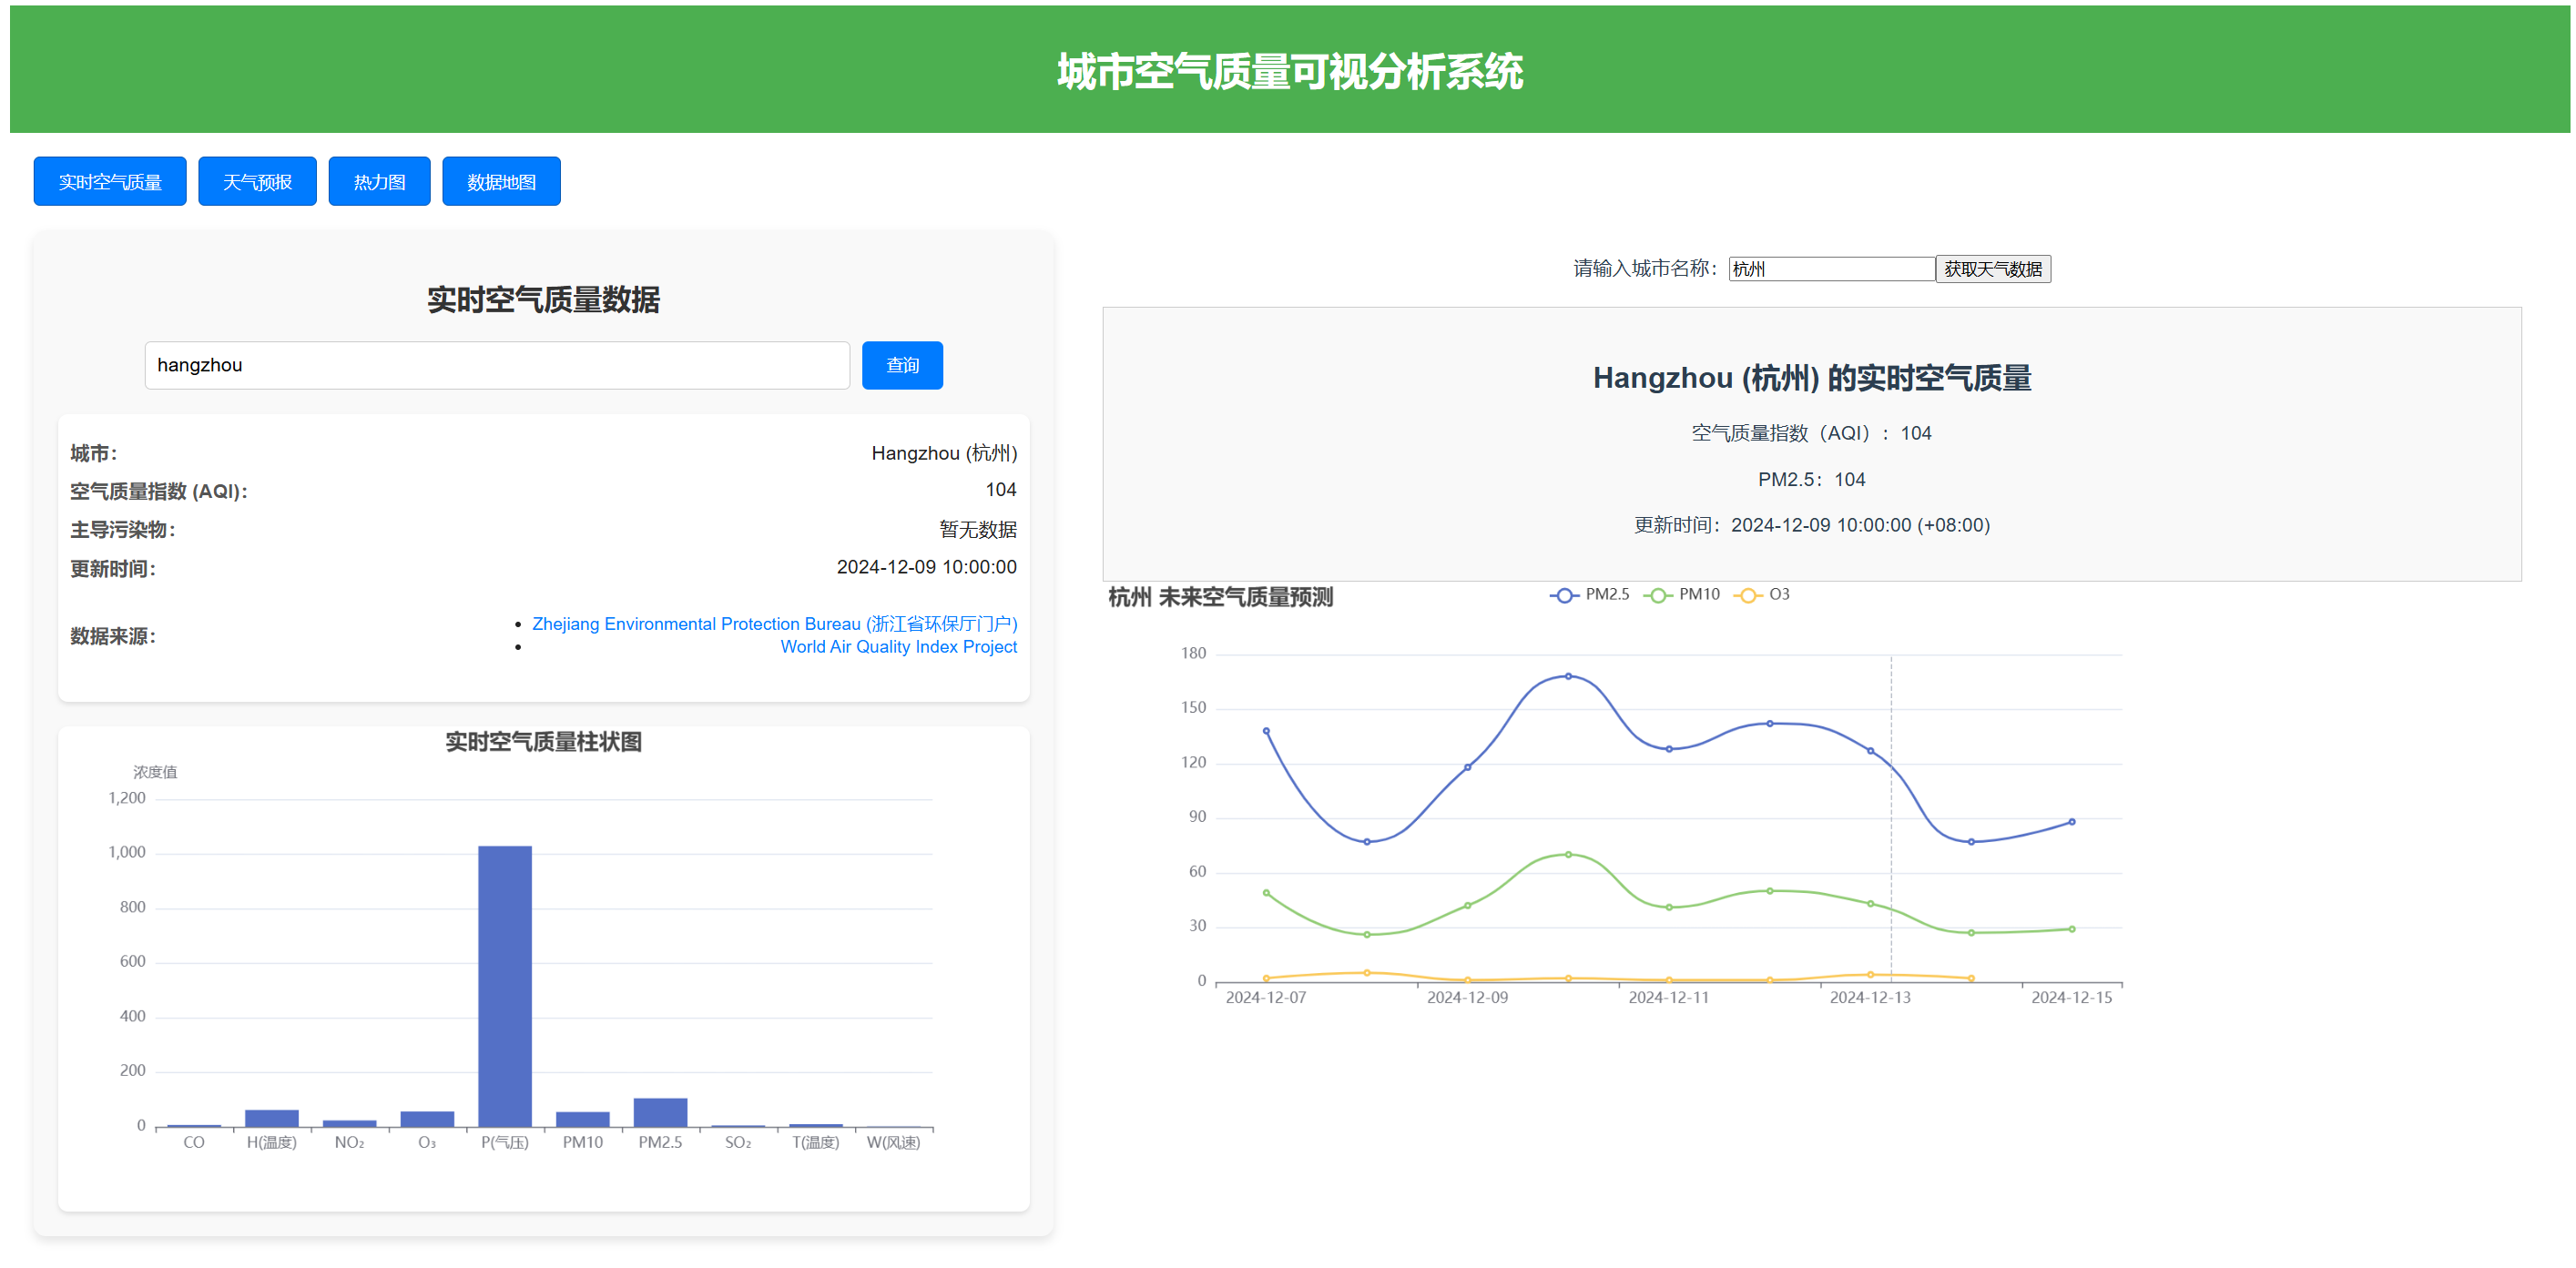 城市空气质量可视分析系统
实时空气质量 天气预报 热力图 数据地图
实时空气质量数据
hangzhou 查询
城市： Hangzhou (杭州)
空气质量指数 (AQI)： 104
主导污染物： 暂无数据
更新时间： 2024-12-09 10:00:00
数据来源：
Zhejiang Environmental Protection Bureau (浙江省环保厅门户)
World Air Quality Index Project
实时空气质量柱状图
浓度值
1,200
1,000
800
600
400
200
0
CO H(温度) NO₂ O₃ P(气压) PM10 PM2.5 SO₂ T(温度) W(风速)
请输入城市名称：杭州 获取天气数据
Hangzhou (杭州) 的实时空气质量
空气质量指数（AQI）：104
PM2.5：104
更新时间：2024-12-09 10:00:00 (+08:00)
杭州 未来空气质量预测
PM2.5 PM10 O3
180
150
120
90
60
30
0
2024-12-07 2024-12-09 2024-12-11 2024-12-13 2024-12-15